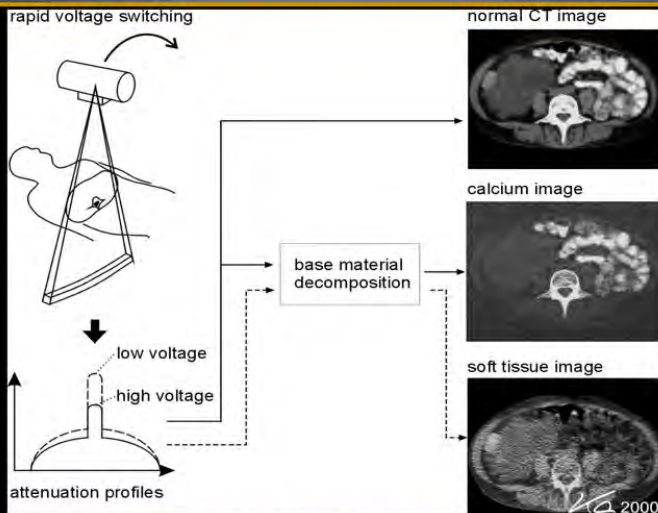 rapid voltage switching
normal CT image
calcium image
base material
decomposition
low voltage
high voltage
soft tissue image
attenuation profiles
2000